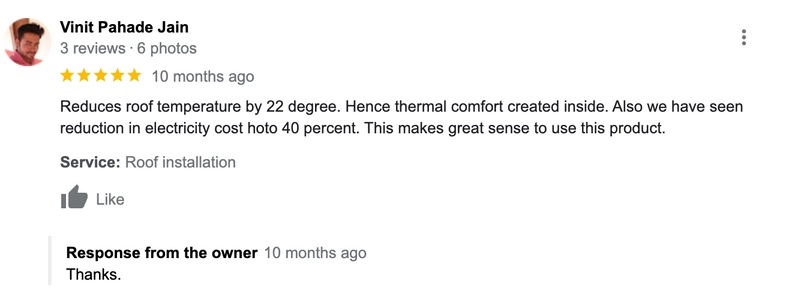 Vinit Pahade Jain
3 reviews · 6 photos
10 months ago
Reduces roof temperature by 22 degree. Hence thermal comfort created inside. Also we have seen
reduction in electricity cost hoto 40 percent. This makes great sense to use this product.
Service: Roof installation
Like
Response from the owner 10 months ago
Thanks.